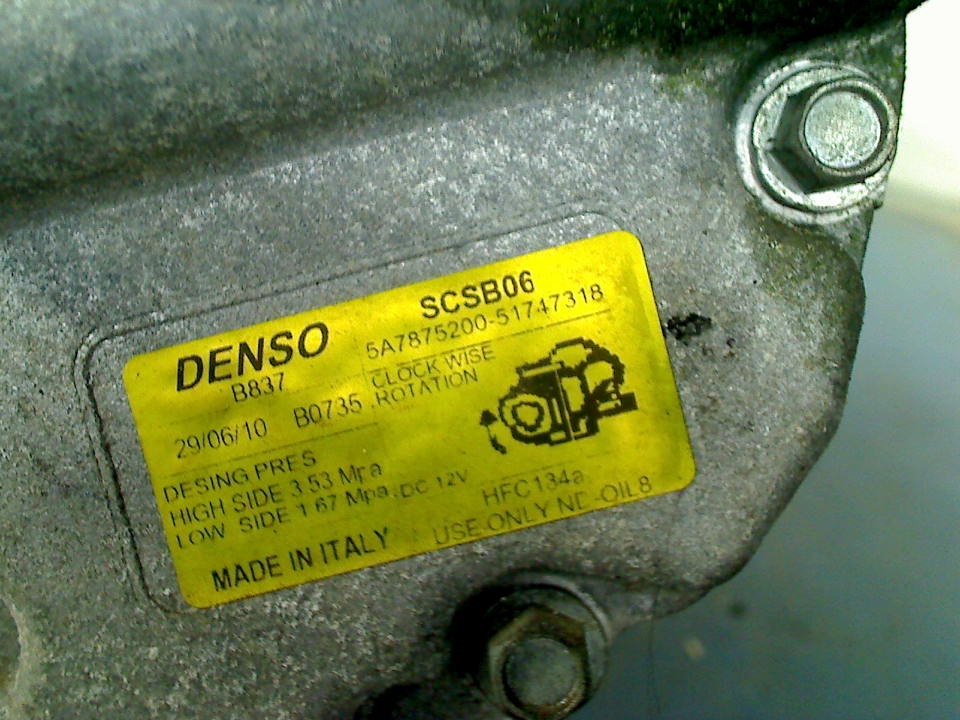 DENSO
B837
29/06/10 B0735
SCSB06
5A7875200-51747318
CLOCK WISE
ROTATION
DESING PRES
HIGH SIDE 3.53 Mpa
LOW SIDE 1.67 Mpa DC 12V
HFC134a
MADE IN ITALY
USE ONLY ND-OIL8